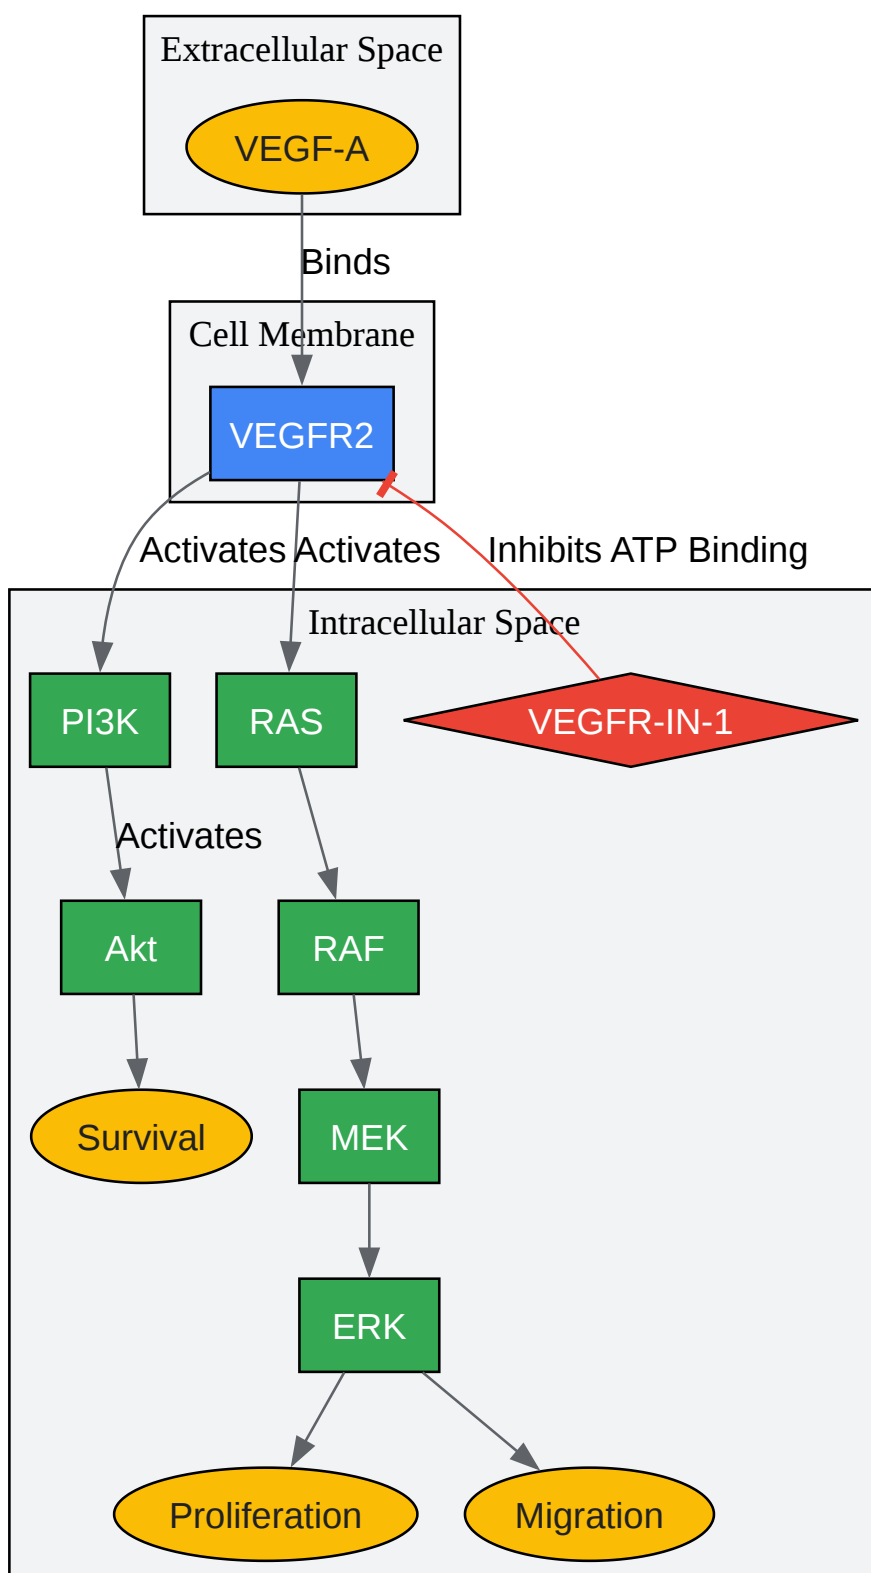 Extracellular Space
VEGF-A
Binds
Cell Membrane
VEGFR2
Activates
Activates
Inhibits ATP Binding
Intracellular Space
PI3K
RAS
VEGFR-IN-1
Activates
Akt
RAF
Survival
MEK
ERK
Proliferation
Migration